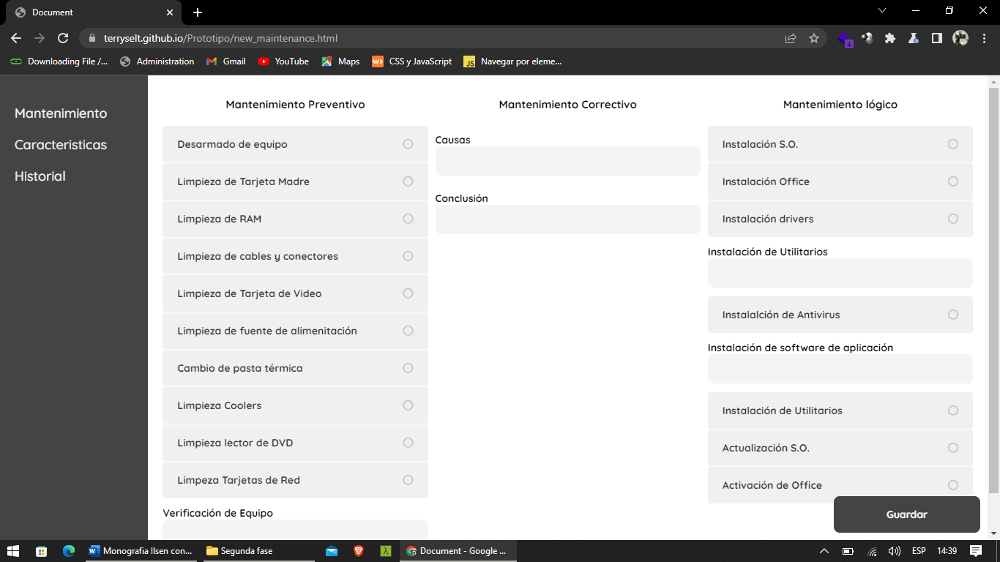 Document
terryselt.github.io/Prototipo/new_maintenance.html
4
Downloading File /...
Administration
Gmail
YouTube
Maps
CSS y JavaScript
Navegar por eleme...
Mantenimiento
Caracteristicas
Historial
Mantenimiento Preventivo
Desarmado de equipo
Limpieza de Tarjeta Madre
Limpieza de RAM
Limpieza de cables y conectores
Limpieza de Tarjeta de Video
Limpieza de fuente de alimenitación
Cambio de pasta térmica
Limpieza Coolers
Limpieza lector de DVD
Limpeza Tarjetas de Red
Verificación de Equipo
Mantenimiento Correctivo
Causas
Conclusión
Mantenimiento lógico
Instalación S.O.
Instalación Office
Instalación drivers
Instalación de Utilitarios
Instalalción de Antivirus
Instalación de software de aplicación
Instalación de Utilitarios
Actualización S.O.
Activación de Office
Guardar
Monografia Ilsen con...
Segunda fase
Document - Google ...
ESP
14:39